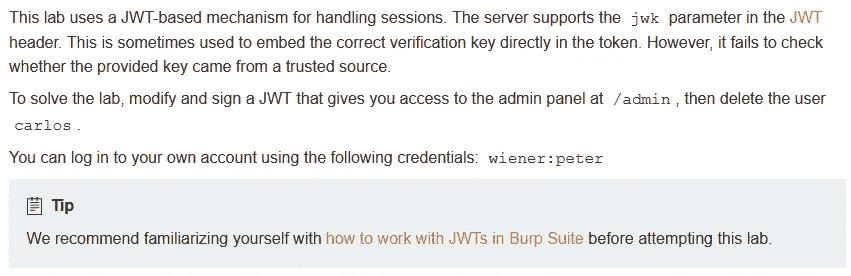 This lab uses a JWT-based mechanism for handling sessions. The server supports the jwk parameter in the JWT
header. This is sometimes used to embed the correct verification key directly in the token. However, it fails to check
whether the provided key came from a trusted source.
To solve the lab, modify and sign a JWT that gives you access to the admin panel at /admin , then delete the user
carlos .
You can log in to your own account using the following credentials: wiener:peter
Tip
We recommend familiarizing yourself with how to work with JWTs in Burp Suite before attempting this lab.